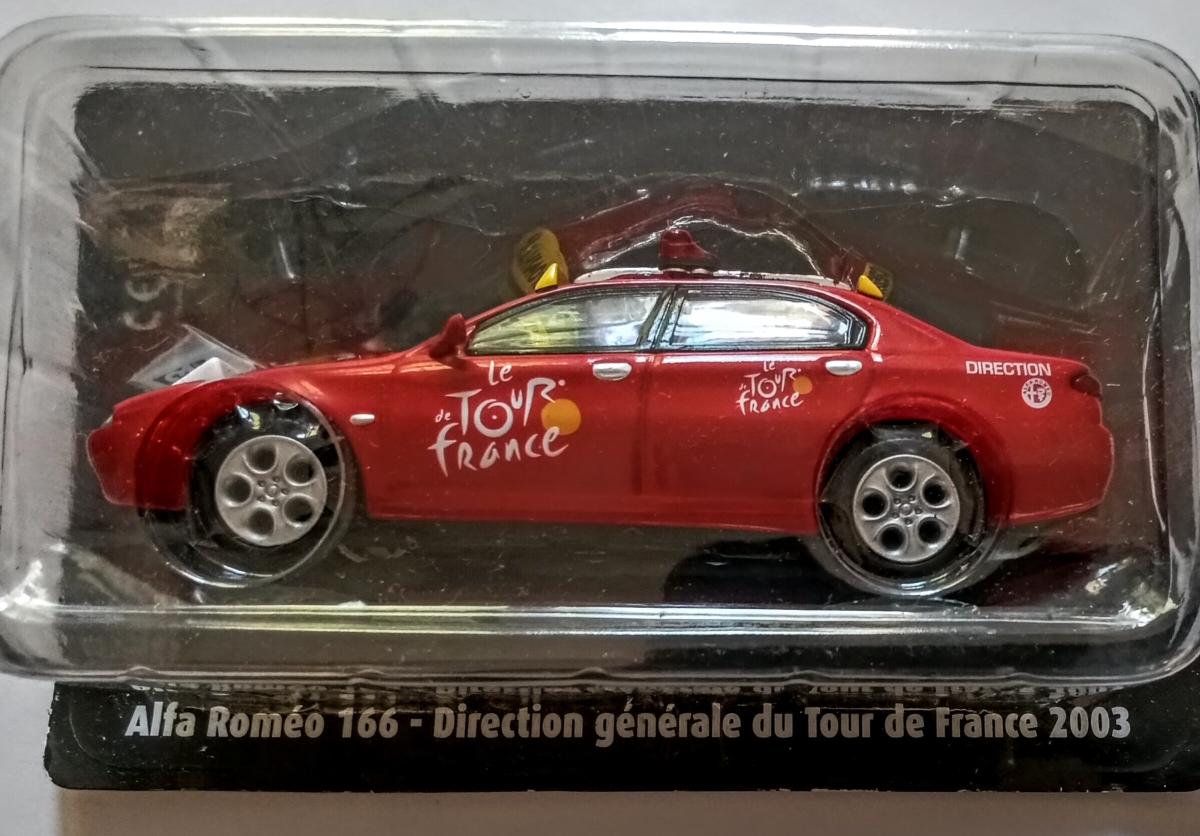 CE
Le
de TOUR
france
Le
de TOUR
france
DIRECTION
Alfa Roméo 166 - Direction générale du Tour de France 2003